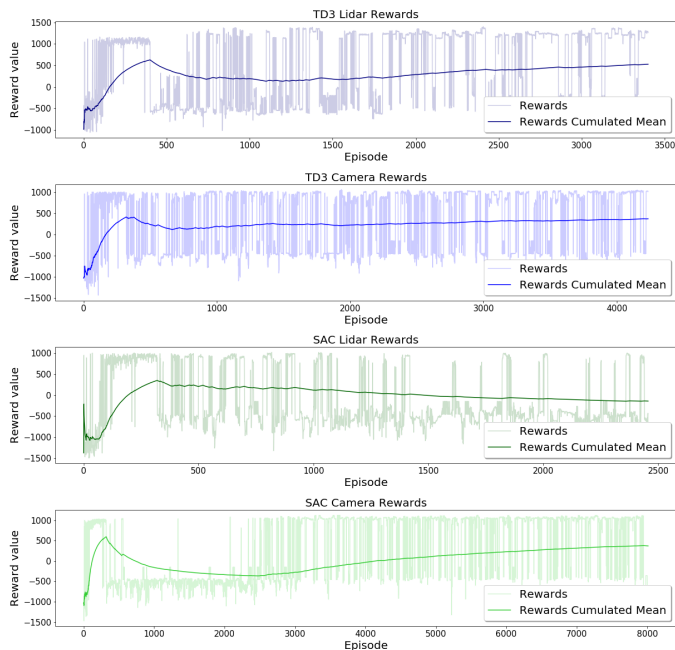 TD3 Lidar Rewards
1500
1000
500
0
−500
−1000
Reward value
Rewards
Rewards Cumulated Mean
0
500
1000
1500
2000
2500
3000
3500
Episode
TD3 Camera Rewards
1000
500
0
−500
−1000
−1500
Reward value
Rewards
Rewards Cumulated Mean
0
1000
2000
3000
4000
Episode
SAC Lidar Rewards
1000
500
0
−500
−1000
−1500
Reward value
Rewards
Rewards Cumulated Mean
0
500
1000
1500
2000
2500
Episode
SAC Camera Rewards
1000
500
0
−500
−1000
−1500
Reward value
Rewards
Rewards Cumulated Mean
0
1000
2000
3000
4000
5000
6000
7000
8000
Episode